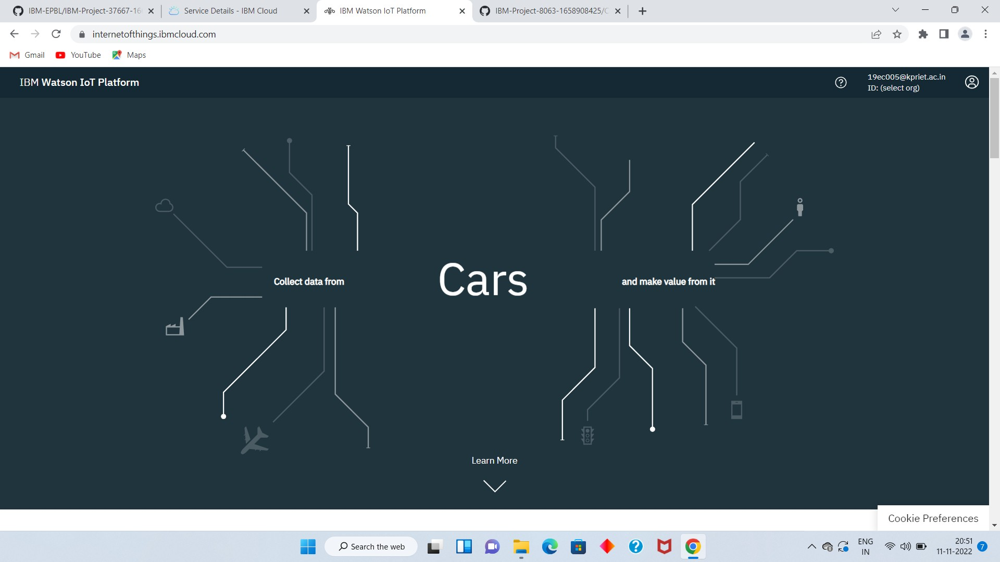 IBM-EPBL/IBM-Project-37667-16
Service Details - IBM Cloud
IBM Watson IoT Platform
IBM-Project-8063-1658908425/C
internetofthings.ibmcloud.com
Gmail
YouTube
Maps
IBM Watson IoT Platform
19ec005@kpriet.ac.in
ID: (select org)
Collect data from
Cars
and make value from it
Learn More
Cookie Preferences
Search the web
ENG
IN
20:51
11-11-2022
7